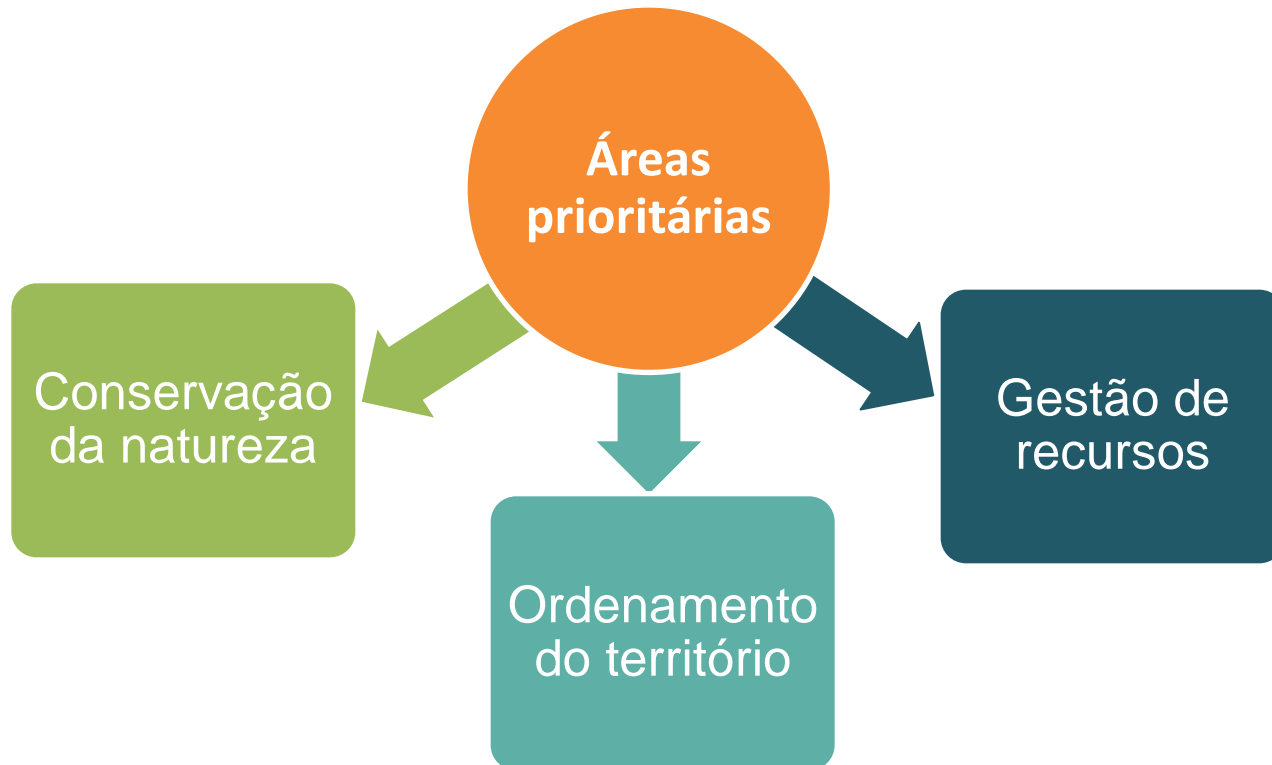 Áreas
prioritárias
Conservação
da natureza
Ordenamento
do território
Gestão de
recursos